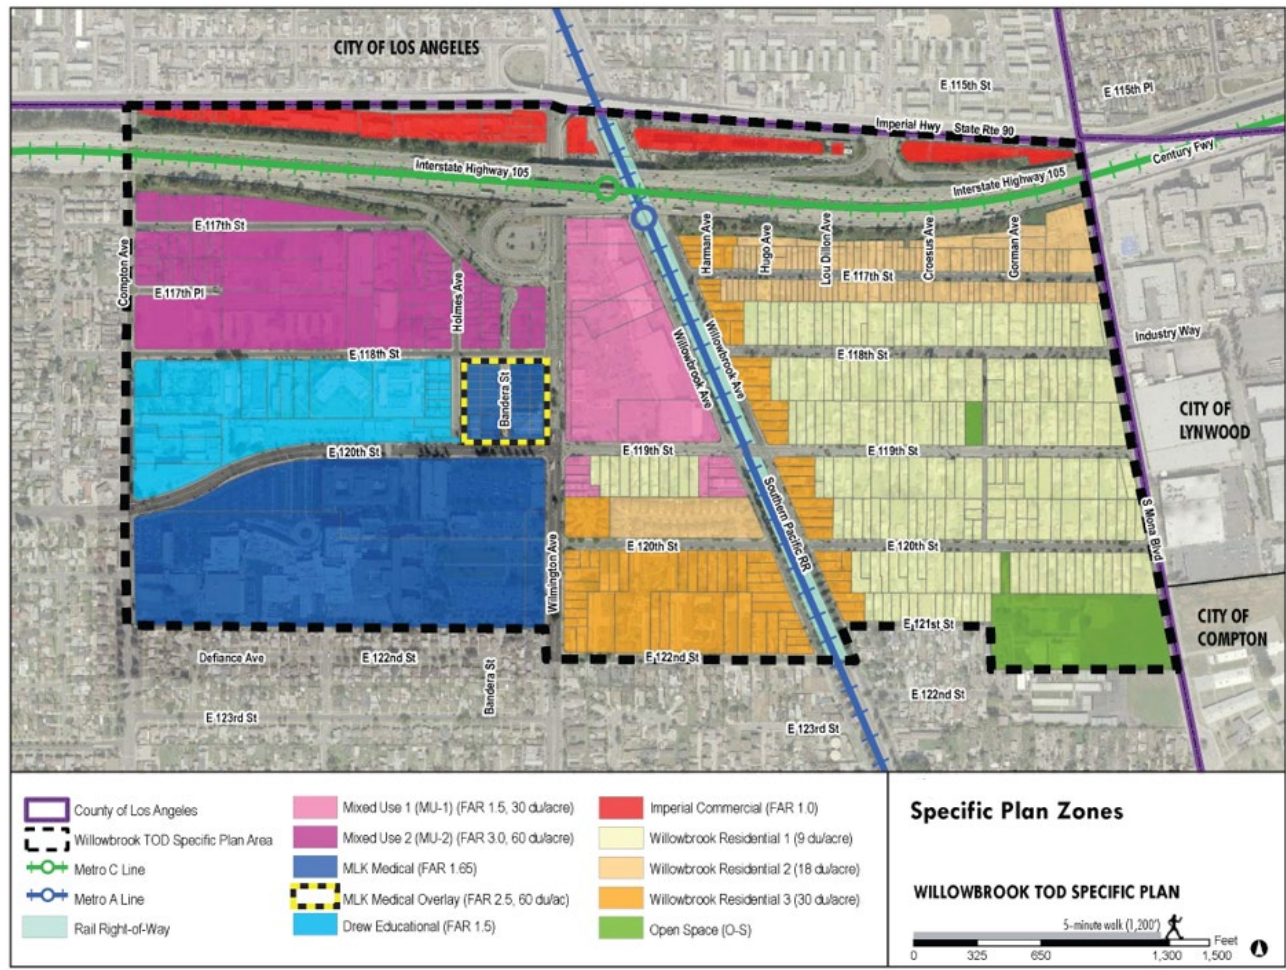 CITY OF LOS ANGELES
E 115th St
E 115th Pl
Imperial Hwy State Rte 90
Century Fwy
Interstate Highway 105
Interstate Highway 105
E 117th St
Compton Ave
E 117th Pl
Holmes Ave
Harman Ave
Hugo Ave
Lou Dillon Ave
Croesus Ave
Gorman Ave
E 117th St
Industry Way
E 118th St
Bandera St
Willowbrook Ave
Willowbrook Ave
E 118th St
CITY OF
LYNWOOD
E 120th St
E 119th St
E 119th St
Southern Pacific RR
S Mona Blvd
Wilmington Ave
E 120th St
E 120th St
CITY OF
COMPTON
E 121st St
Defiance Ave
E 122nd St
Bandera St
E 122nd St
E 122nd St
E 123rd St
E 123rd St
County of Los Angeles
Willowbrook TOD Specific Plan Area
Metro C Line
Metro A Line
Rail Right-of-Way
Mixed Use 1 (MU-1) (FAR 1.5, 30 du/acre)
Mixed Use 2 (MU-2) (FAR 3.0, 60 du/acre)
MLK Medical (FAR 1.65)
MLK Medical Overlay (FAR 2.5, 60 du/ac)
Drew Educational (FAR 1.5)
Imperial Commercial (FAR 1.0)
Willowbrook Residential 1 (9 du/acre)
Willowbrook Residential 2 (18 du/acre)
Willowbrook Residential 3 (30 du/acre)
Open Space (O-S)
Specific Plan Zones
WILLOWBROOK TOD SPECIFIC PLAN
5-minute walk (1,200')
Feet
0 325 650 1,300 1,500